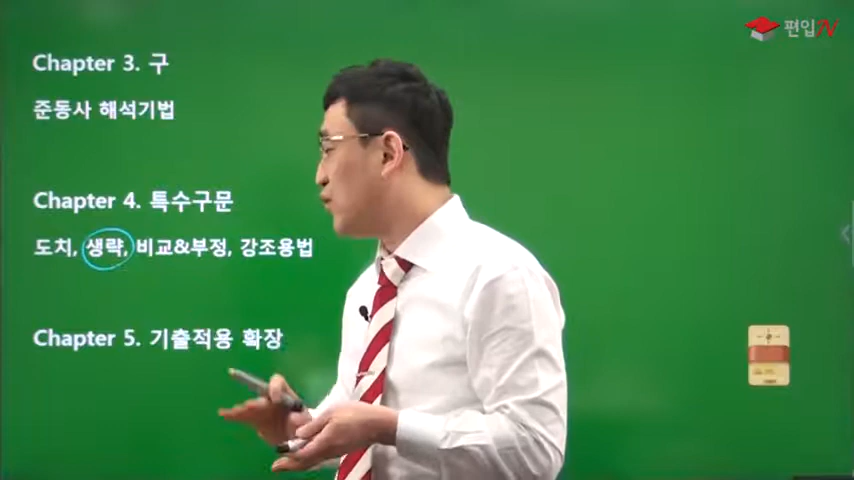 편입iN
Chapter 3. 구
준동사 해석기법
Chapter 4. 특수구문
도치, 생략, 비교&부정, 강조용법
Chapter 5. 기출적용 확장